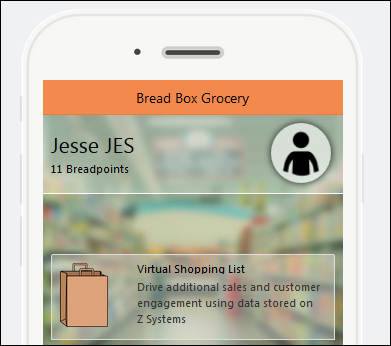 Bread Box Grocery
Jesse JES
11 Breadpoints
Virtual Shopping List
Drive additional sales and customer
engagement using data stored on
Z Systems